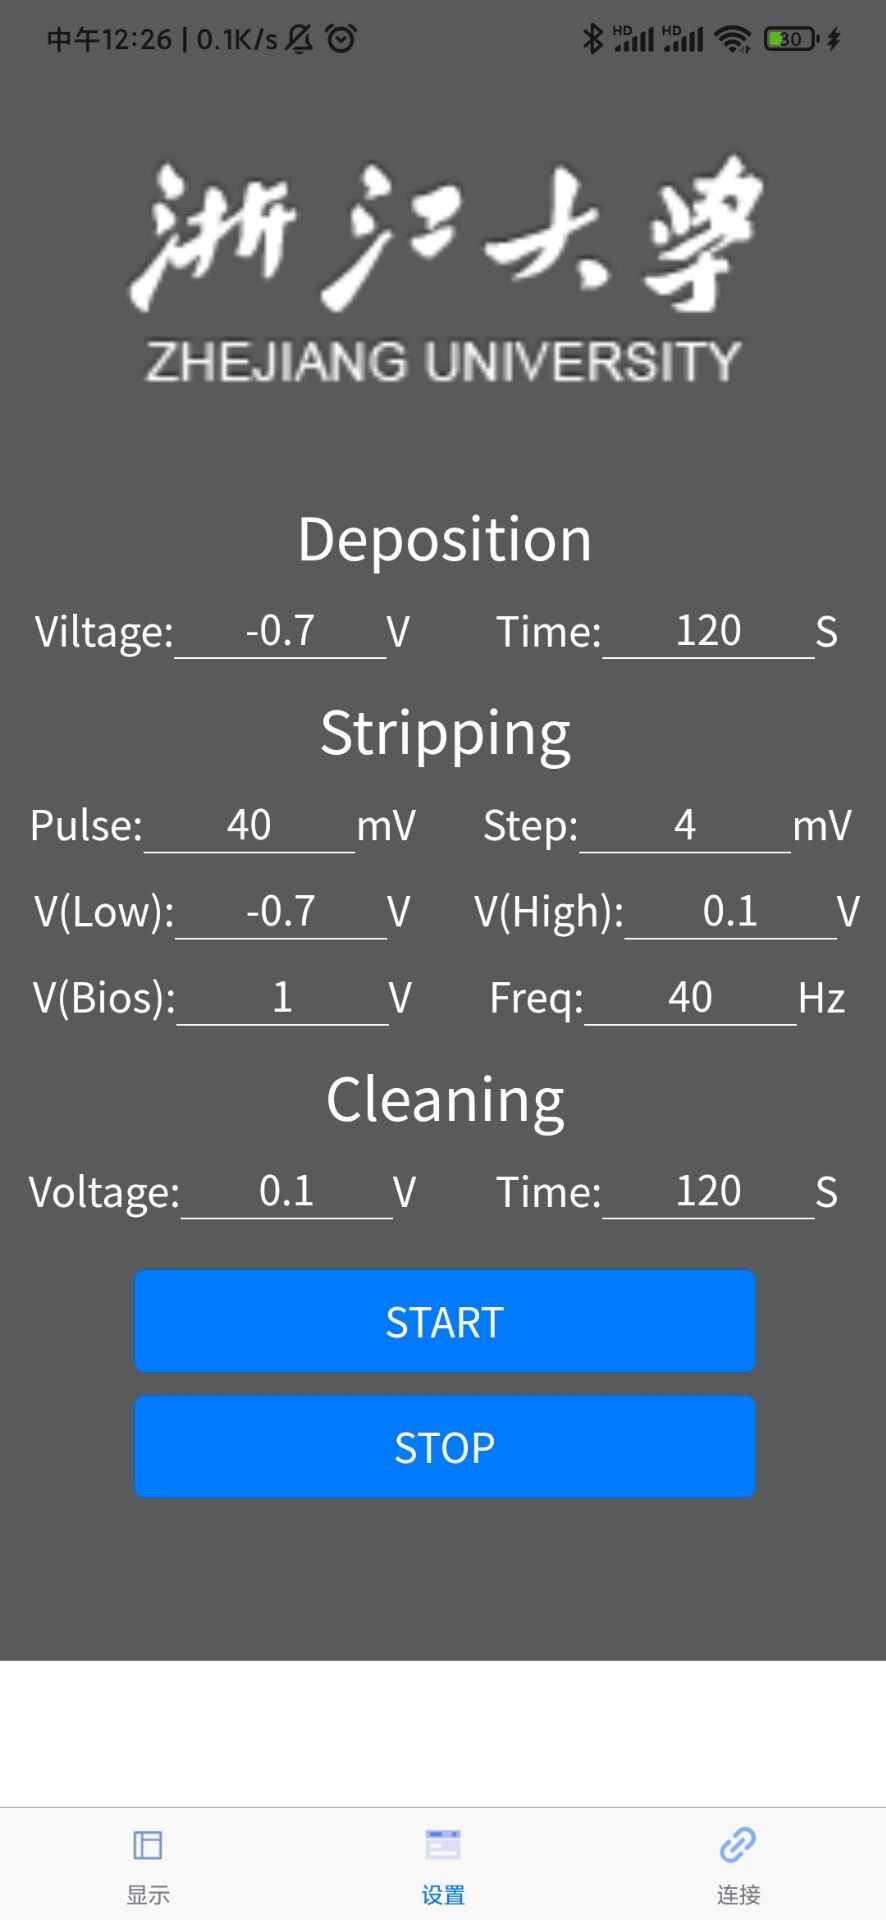 中午12:26 | 0.1K/s HD HD 30
浙江大学
ZHEJIANG UNIVERSITY
Deposition
Viltage: -0.7 V Time: 120 S
Stripping
Pulse: 40 mV Step: 4 mV
V(Low): -0.7 V V(High): 0.1 V
V(Bios): 1 V Freq: 40 Hz
Cleaning
Voltage: 0.1 V Time: 120 S
START
STOP
显示 设置 连接